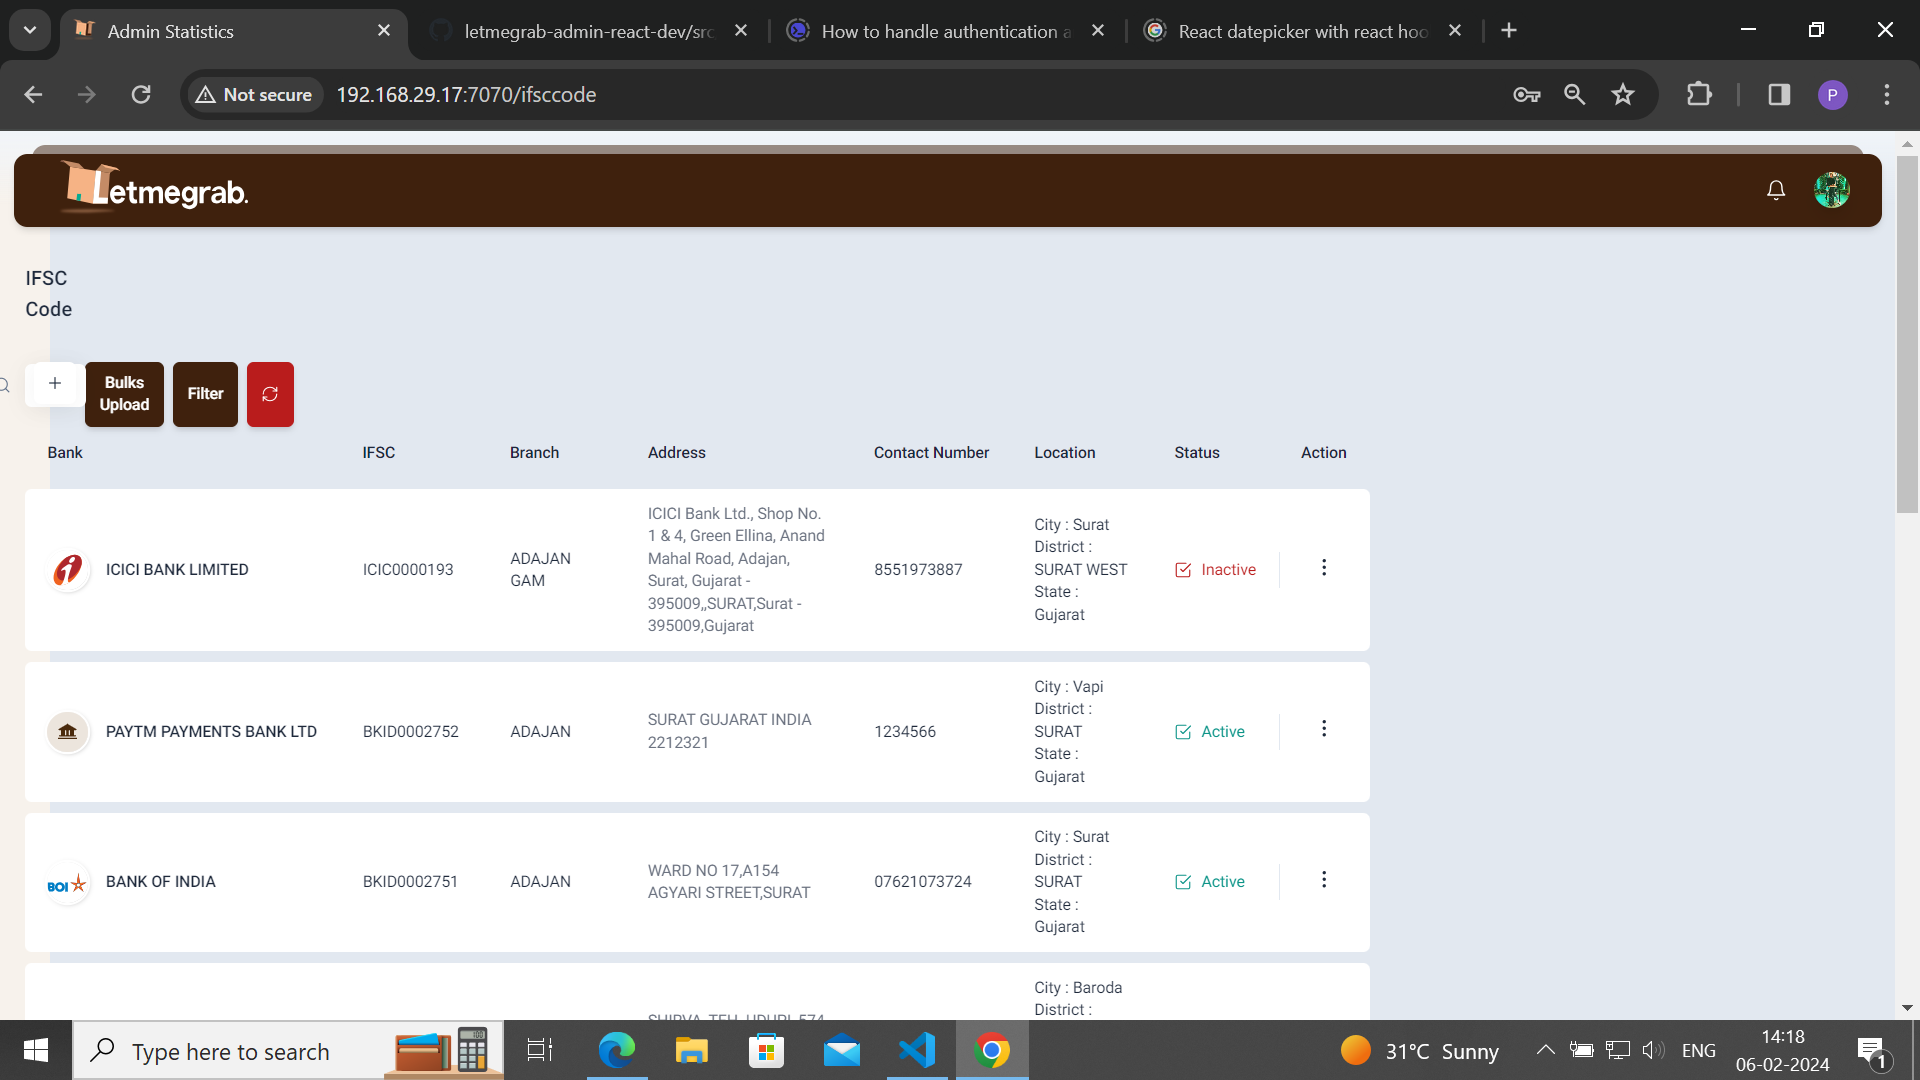 Admin Statistics
letmegrab-admin-react-dev/src
How to handle authentication a
React datepicker with react hoo
Not secure
192.168.29.17:7070/ifsccode
P
Letmegrab.
IFSC
Code
Bulks
Upload
Filter
Bank
IFSC
Branch
Address
Contact Number
Location
Status
Action
ICICI BANK LIMITED
ICIC0000193
ADAJAN
GAM
ICICI Bank Ltd., Shop No.
1 & 4, Green Ellina, Anand
Mahal Road, Adajan,
Surat, Gujarat -
395009,,SURAT,Surat -
395009,Gujarat
8551973887
City : Surat
District :
SURAT WEST
State :
Gujarat
Inactive
PAYTM PAYMENTS BANK LTD
BKID0002752
ADAJAN
SURAT GUJARAT INDIA
2212321
1234566
City : Vapi
District :
SURAT
State :
Gujarat
Active
BOI
BANK OF INDIA
BKID0002751
ADAJAN
WARD NO 17,A154
AGYARI STREET,SURAT
07621073724
City : Surat
District :
SURAT
State :
Gujarat
Active
City : Baroda
District :
Type here to search
31°C Sunny
ENG
14:18
06-02-2024
1